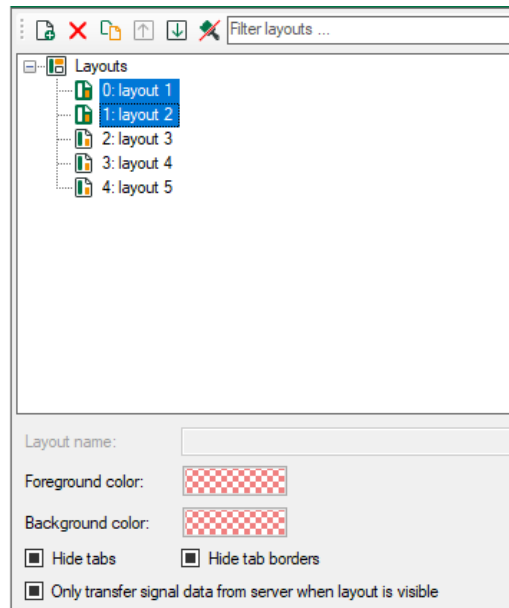 Filter layouts ...
Layouts
0: layout 1
1: layout 2
2: layout 3
3: layout 4
4: layout 5
Layout name:
Foreground color:
Background color:
Hide tabs Hide tab borders
Only transfer signal data from server when layout is visible